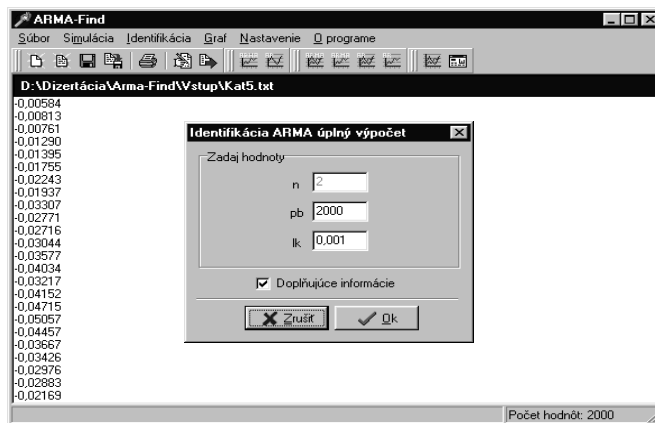 ARMA-Find
Súbor Simulácia Identifikácia Graf Nastavenie O programe
D:\Dizertácia\Arma-Find\Vstup\Kat5.txt
-0,00584
-0,00813
-0,00761
-0,01290
-0,01395
-0,01755
-0,02243
-0,01937
-0,03307
-0,02771
-0,02716
-0,03044
-0,03577
-0,04034
-0,03217
-0,04152
-0,04715
-0,05057
-0,04457
-0,03667
-0,03426
-0,02976
-0,02883
-0,02169
Identifikácia ARMA úplný výpočet
Zadaj hodnoty
n 2
pb 2000
lk 0,001
Doplňujúce informácie
Zrušiť Ok
Počet hodnôt: 2000